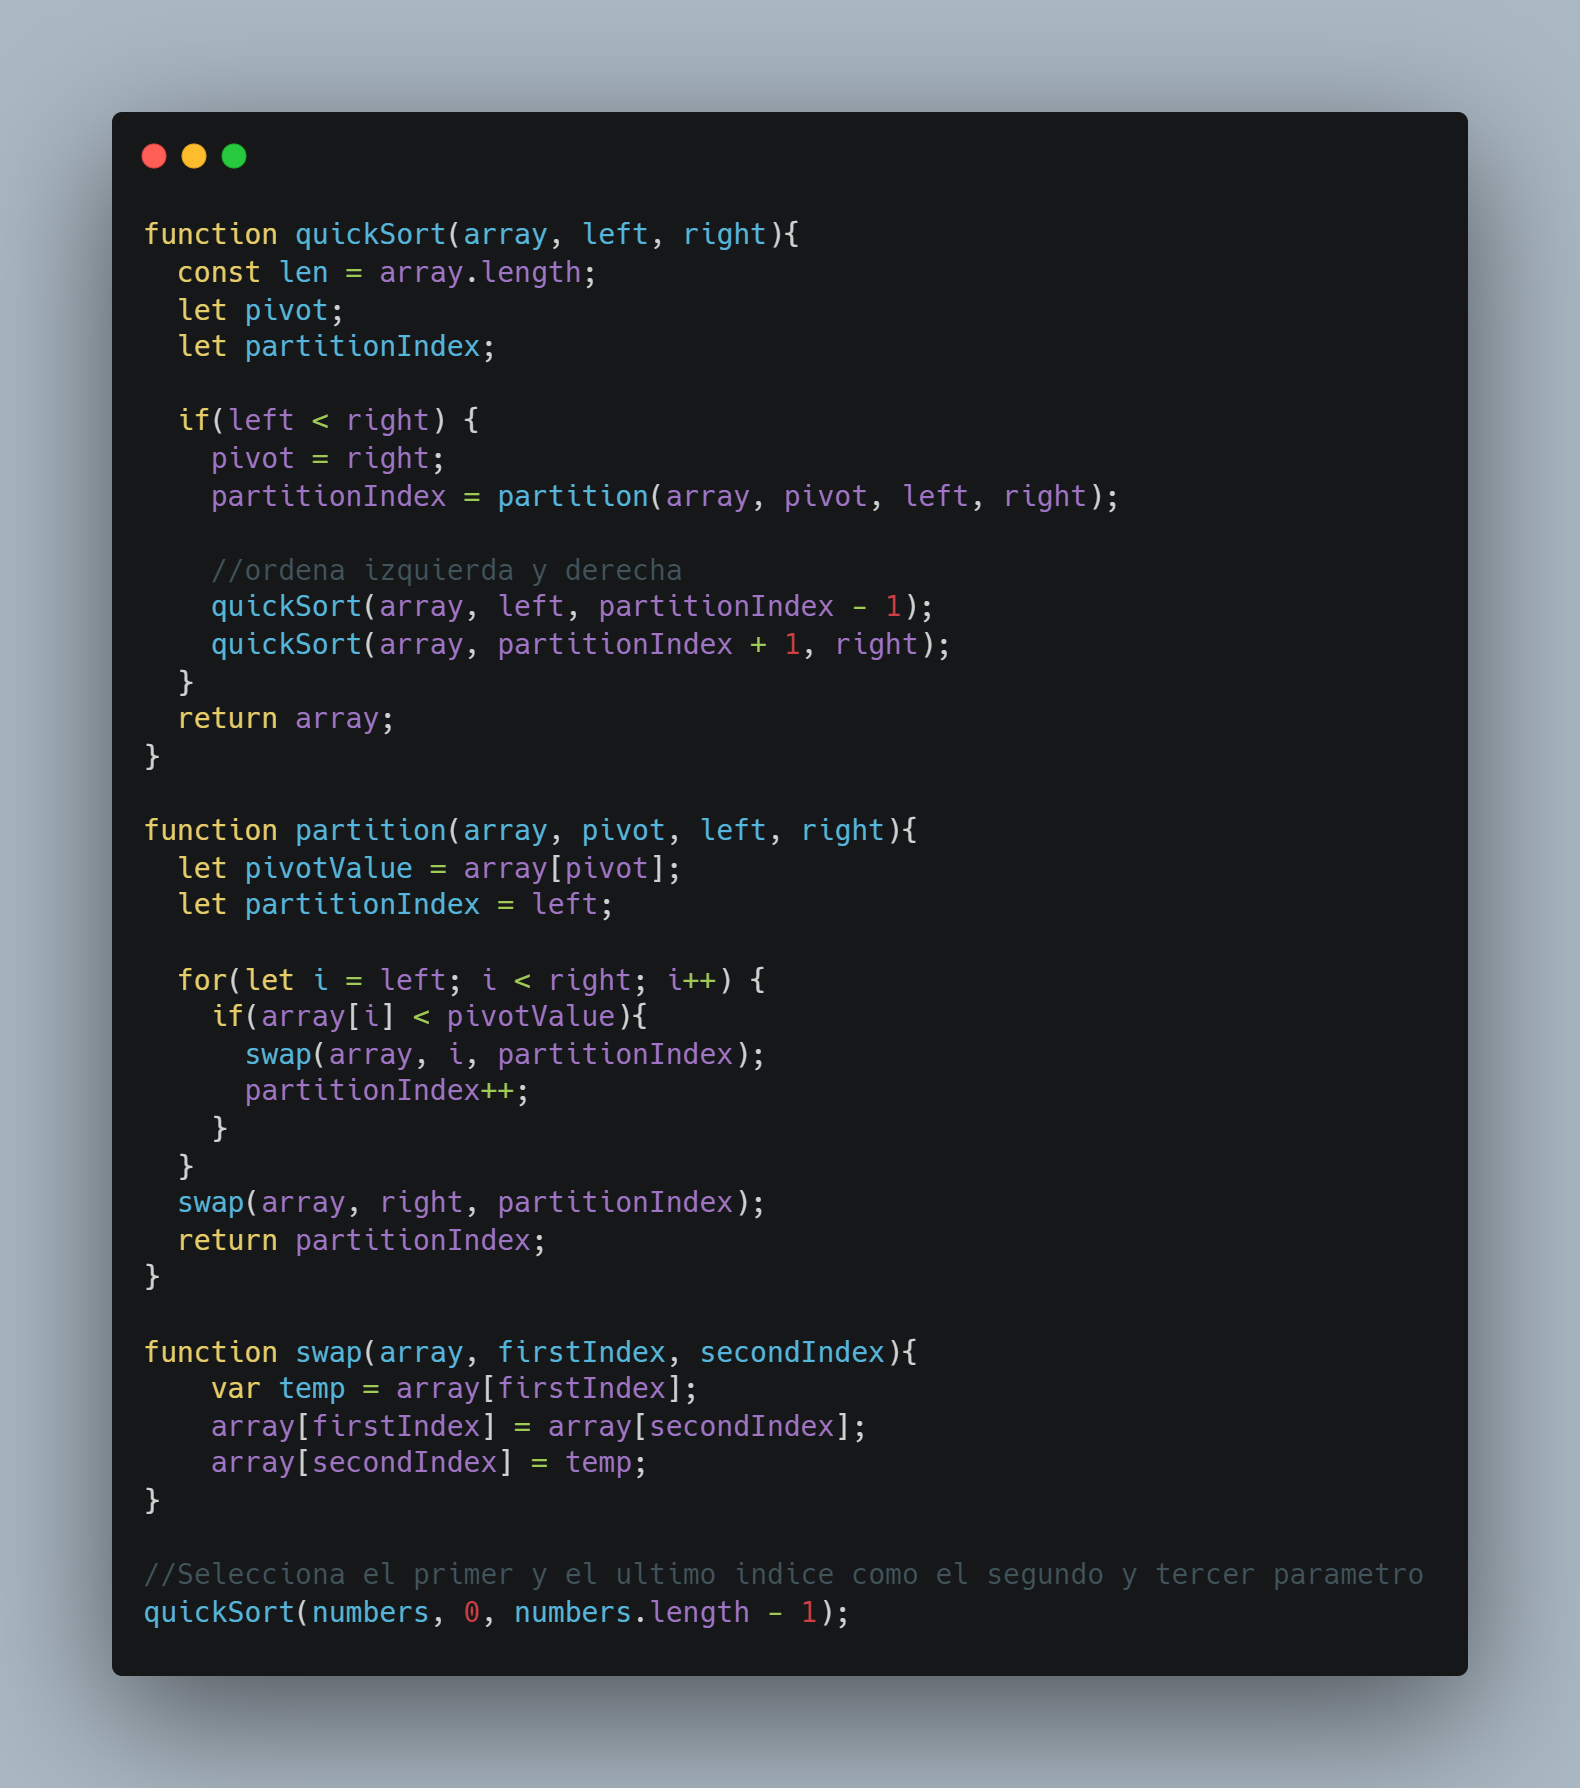 function quickSort(array, left, right){
  const len = array.length;
  let pivot;
  let partitionIndex;

  if(left < right) {
    pivot = right;
    partitionIndex = partition(array, pivot, left, right);

    //ordena izquierda y derecha
    quickSort(array, left, partitionIndex - 1);
    quickSort(array, partitionIndex + 1, right);
  }
  return array;
}

function partition(array, pivot, left, right){
  let pivotValue = array[pivot];
  let partitionIndex = left;

  for(let i = left; i < right; i++) {
    if(array[i] < pivotValue){
      swap(array, i, partitionIndex);
      partitionIndex++;
    }
  }
  swap(array, right, partitionIndex);
  return partitionIndex;
}

function swap(array, firstIndex, secondIndex){
    var temp = array[firstIndex];
    array[firstIndex] = array[secondIndex];
    array[secondIndex] = temp;
}

//Selecciona el primer y el ultimo indice como el segundo y tercer parametro
quickSort(numbers, 0, numbers.length - 1);